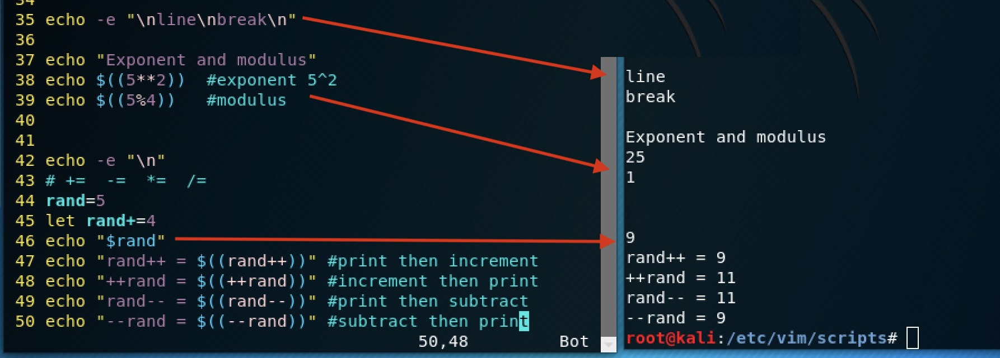 34
35 echo -e "\nline\nbreak\n"
36
37 echo "Exponent and modulus"
38 echo $((5**2))  #exponent 5^2
39 echo $((5%4))   #modulus
40
41
42 echo -e "\n"
43 # +=  -=  *=  /=
44 rand=5
45 let rand+=4
46 echo "$rand"
47 echo "rand++ = $((rand++))" #print then increment
48 echo "++rand = $((++rand))" #increment then print
49 echo "rand-- = $((rand--))" #print then subtract
50 echo "--rand = $((--rand))" #subtract then print
50,48 Bot
line
break
Exponent and modulus
25
1
9
rand++ = 9
++rand = 11
rand-- = 11
--rand = 9
root@kali:/etc/vim/scripts#